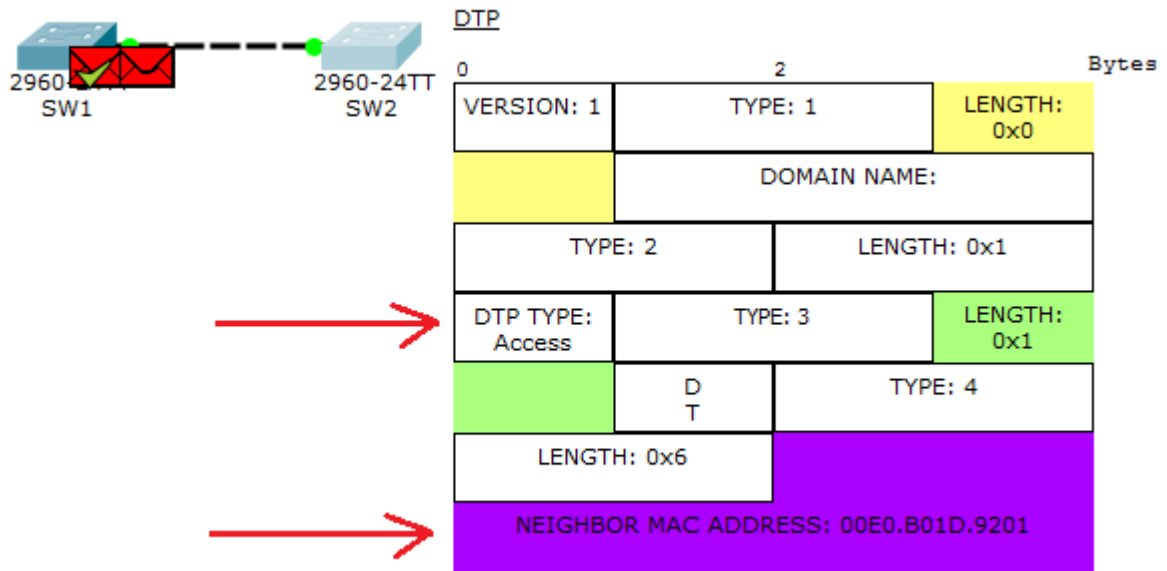 DTP
0 2 Bytes
2960-24TT 2960-24TT
SW1 SW2
VERSION: 1 TYPE: 1 LENGTH:
0x0
DOMAIN NAME:
TYPE: 2 LENGTH: 0x1
DTP TYPE: TYPE: 3 LENGTH:
Access 0x1
D TYPE: 4
T
LENGTH: 0x6
NEIGHBOR MAC ADDRESS: 00E0.B01D.9201